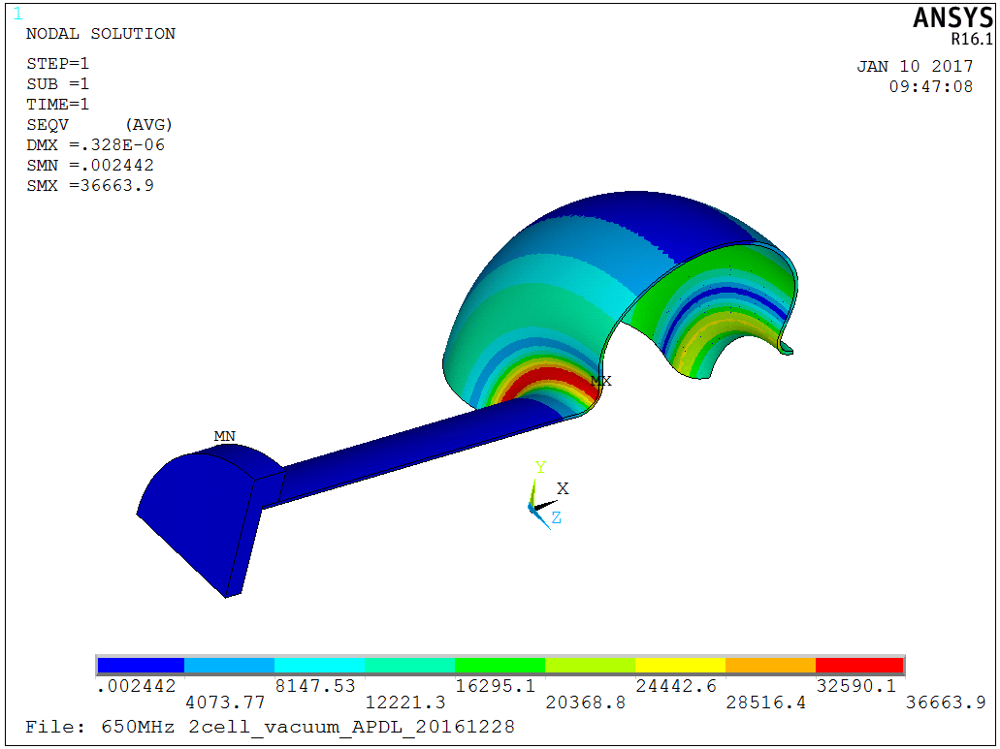 1
ANSYS
R16.1
NODAL SOLUTION
STEP=1
SUB =1
TIME=1
SEQV (AVG)
DMX =.328E-06
SMN =.002442
SMX =36663.9
JAN 10 2017
09:47:08
MX
MN
Y
X
Z
.002442 8147.53 16295.1 24442.6 32590.1
4073.77 12221.3 20368.8 28516.4 36663.9
File: 650MHz 2cell_vacuum_APDL_20161228